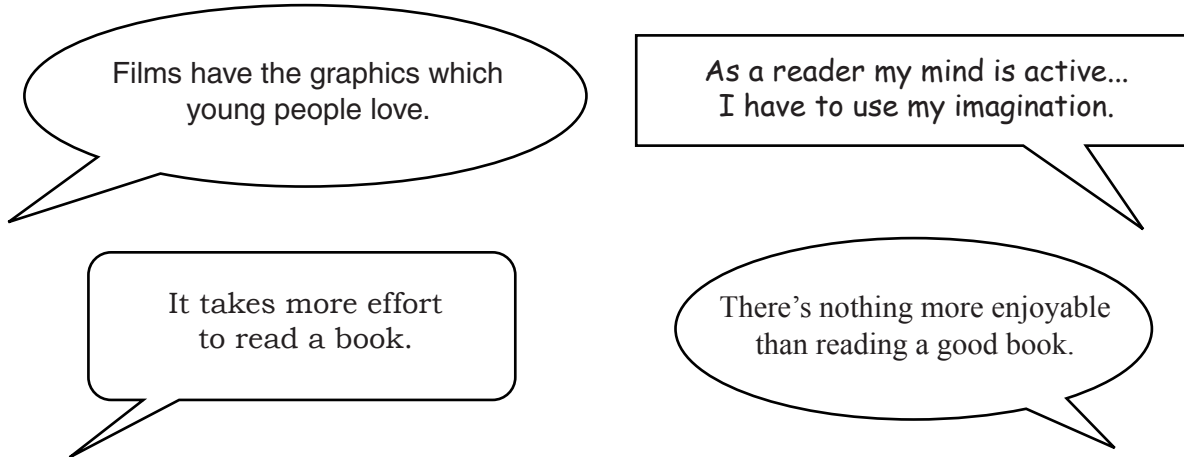 Films have the graphics which
young people love.
As a reader my mind is active...
I have to use my imagination.
It takes more effort
to read a book.
There’s nothing more enjoyable
than reading a good book.